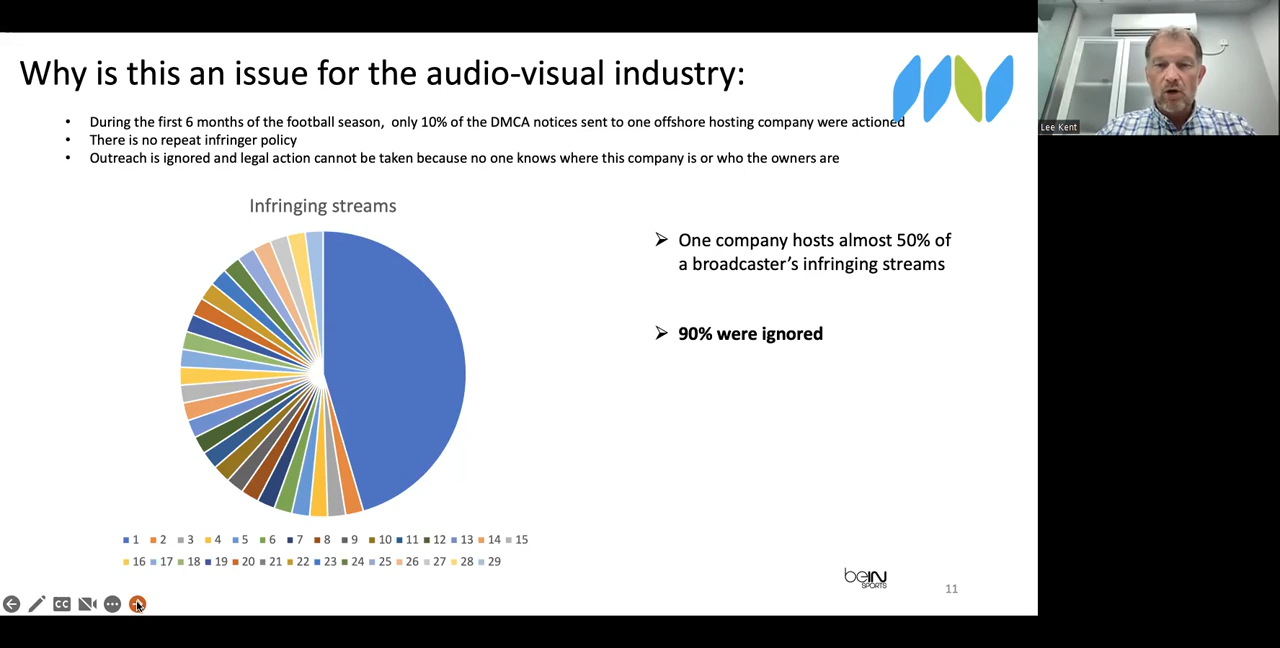 Why is this an issue for the audio-visual industry:
• During the first 6 months of the football season, only 10% of the DMCA notices sent to one offshore hosting company were actioned
• There is no repeat infringer policy
• Outreach is ignored and legal action cannot be taken because no one knows where this company is or who the owners are
Lee Kent
Infringing streams
➢ One company hosts almost 50% of
a broadcaster's infringing streams
➢ 90% were ignored
1 2 3 4 5 6 7 8 9 10 11 12 13 14 15
16 17 18 19 20 21 22 23 24 25 26 27 28 29
beIN
SPORTS
11
CC